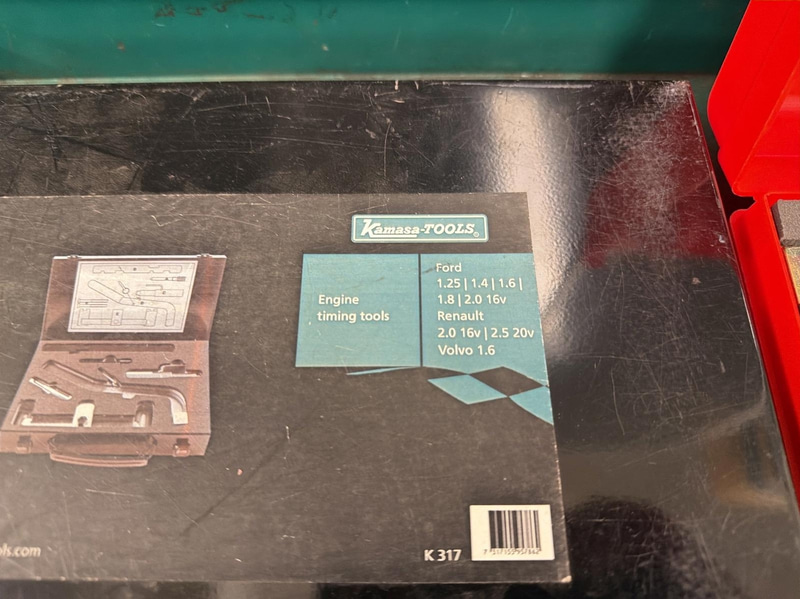 Kamasa-TOOLS
Engine
timing tools
Ford
1.25 | 1.4 | 1.6 |
1.8 | 2.0 16v
Renault
2.0 16v | 2.5 20v
Volvo 1.6
ols.com
K 317